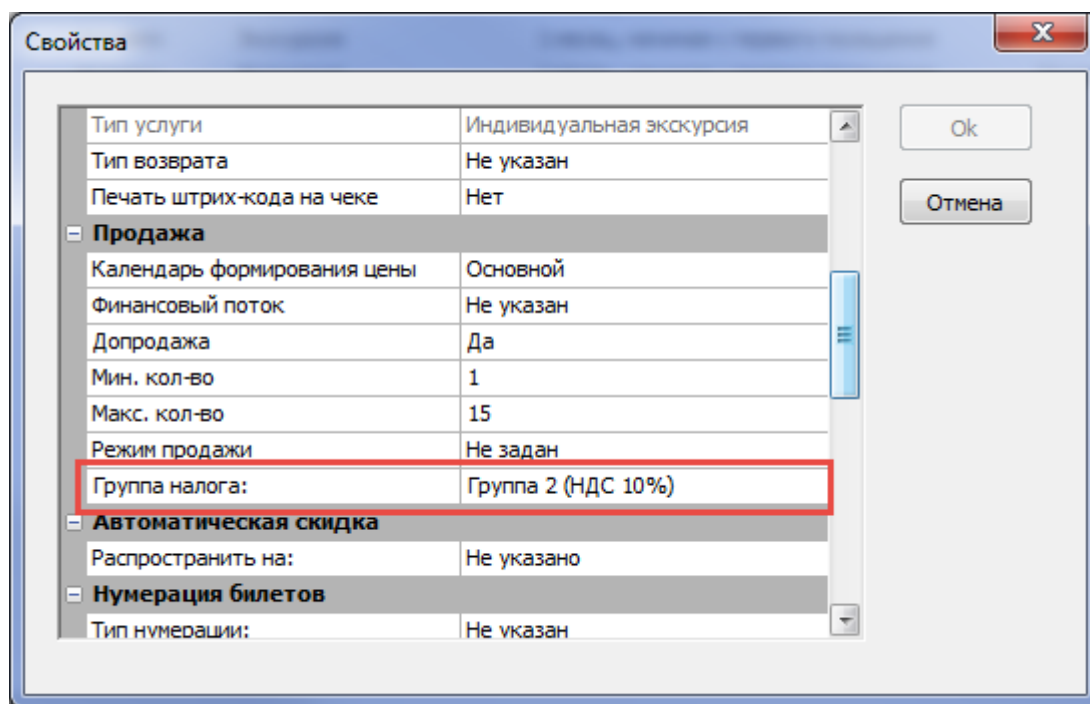 Свойства
Тип услуги Индивидуальная экскурсия
Ok
Тип возврата Не указан
Печать штрих-кода на чеке Нет
Отмена
Продажа
Календарь формирования цены Основной
Финансовый поток Не указан
Допродажа Да
Мин. кол-во 1
Макс. кол-во 15
Режим продажи Не задан
Группа налога: Группа 2 (НДС 10%)
Автоматическая скидка
Распространить на: Не указано
Нумерация билетов
Тип нумерации: Не указан